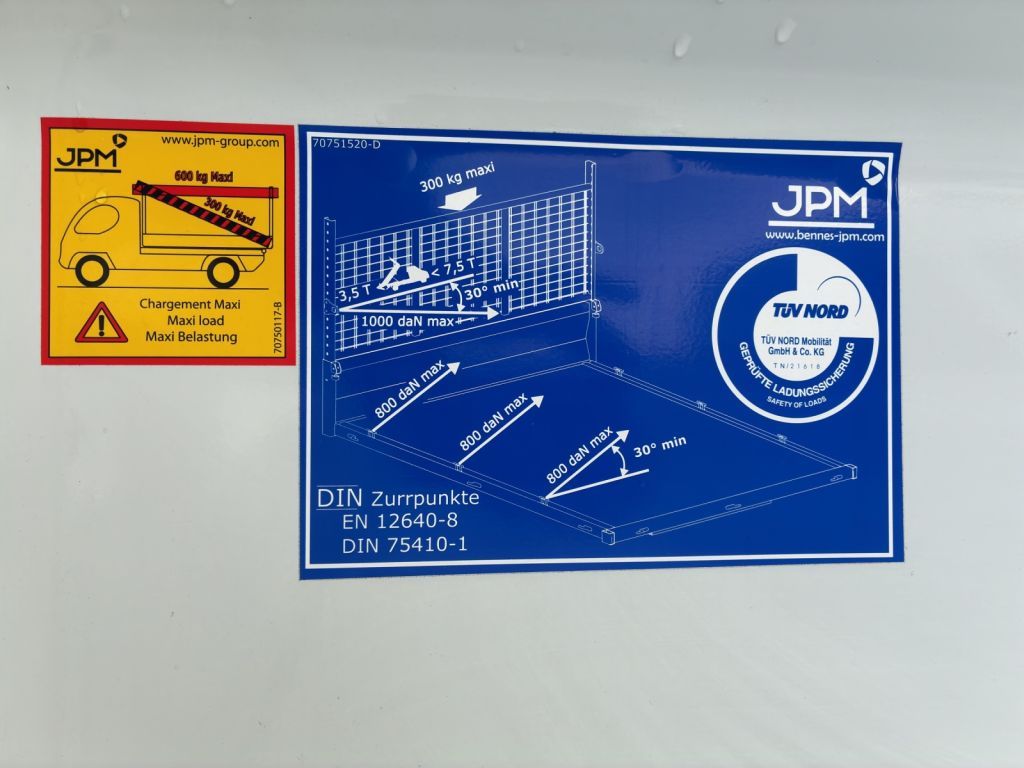 JPM
www.jpm-group.com
600 kg Maxi
300 kg Maxi
Chargement Maxi
Maxi load
Maxi Belastung
70750117-B
70751520-D
300 kg maxi
3,5 T < 7,5 T
30° min
1000 daN max
800 daN max
800 daN max
800 daN max
30° min
DIN Zurrpunkte
EN 12640-8
DIN 75410-1
JPM
www.bennes-jpm.com
TÜV NORD
TÜV NORD Mobilität
GmbH & Co. KG
TN/21618
GEPRÜFTE LADUNGSSICHERUNG
SAFETY OF LOADS